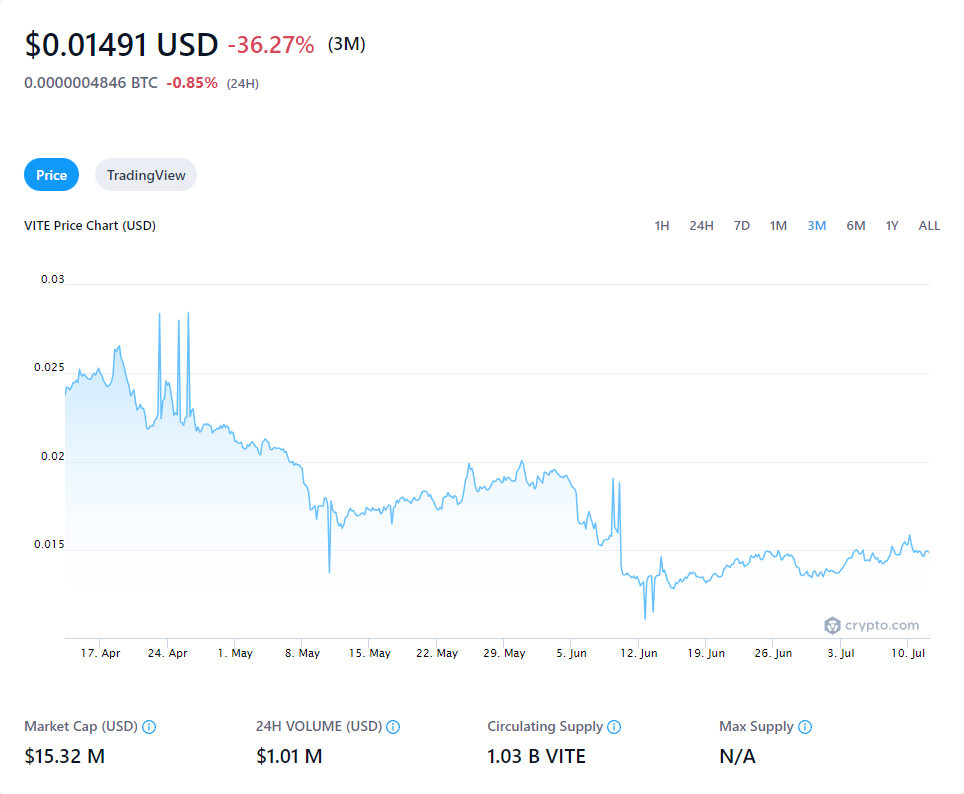 $0.01491 USD -36.27% (3M)
0.0000004846 BTC -0.85% (24H)
Price TradingView
VITE Price Chart (USD) 1H 24H 7D 1M 3M 6M 1Y ALL
0.03
0.025
0.02
0.015
crypto.com
17. Apr 24. Apr 1. May 8. May 15. May 22. May 29. May 5. Jun 12. Jun 19. Jun 26. Jun 3. Jul 10. Jul
Market Cap (USD) 24H VOLUME (USD) Circulating Supply Max Supply
$15.32 M $1.01 M 1.03 B VITE N/A